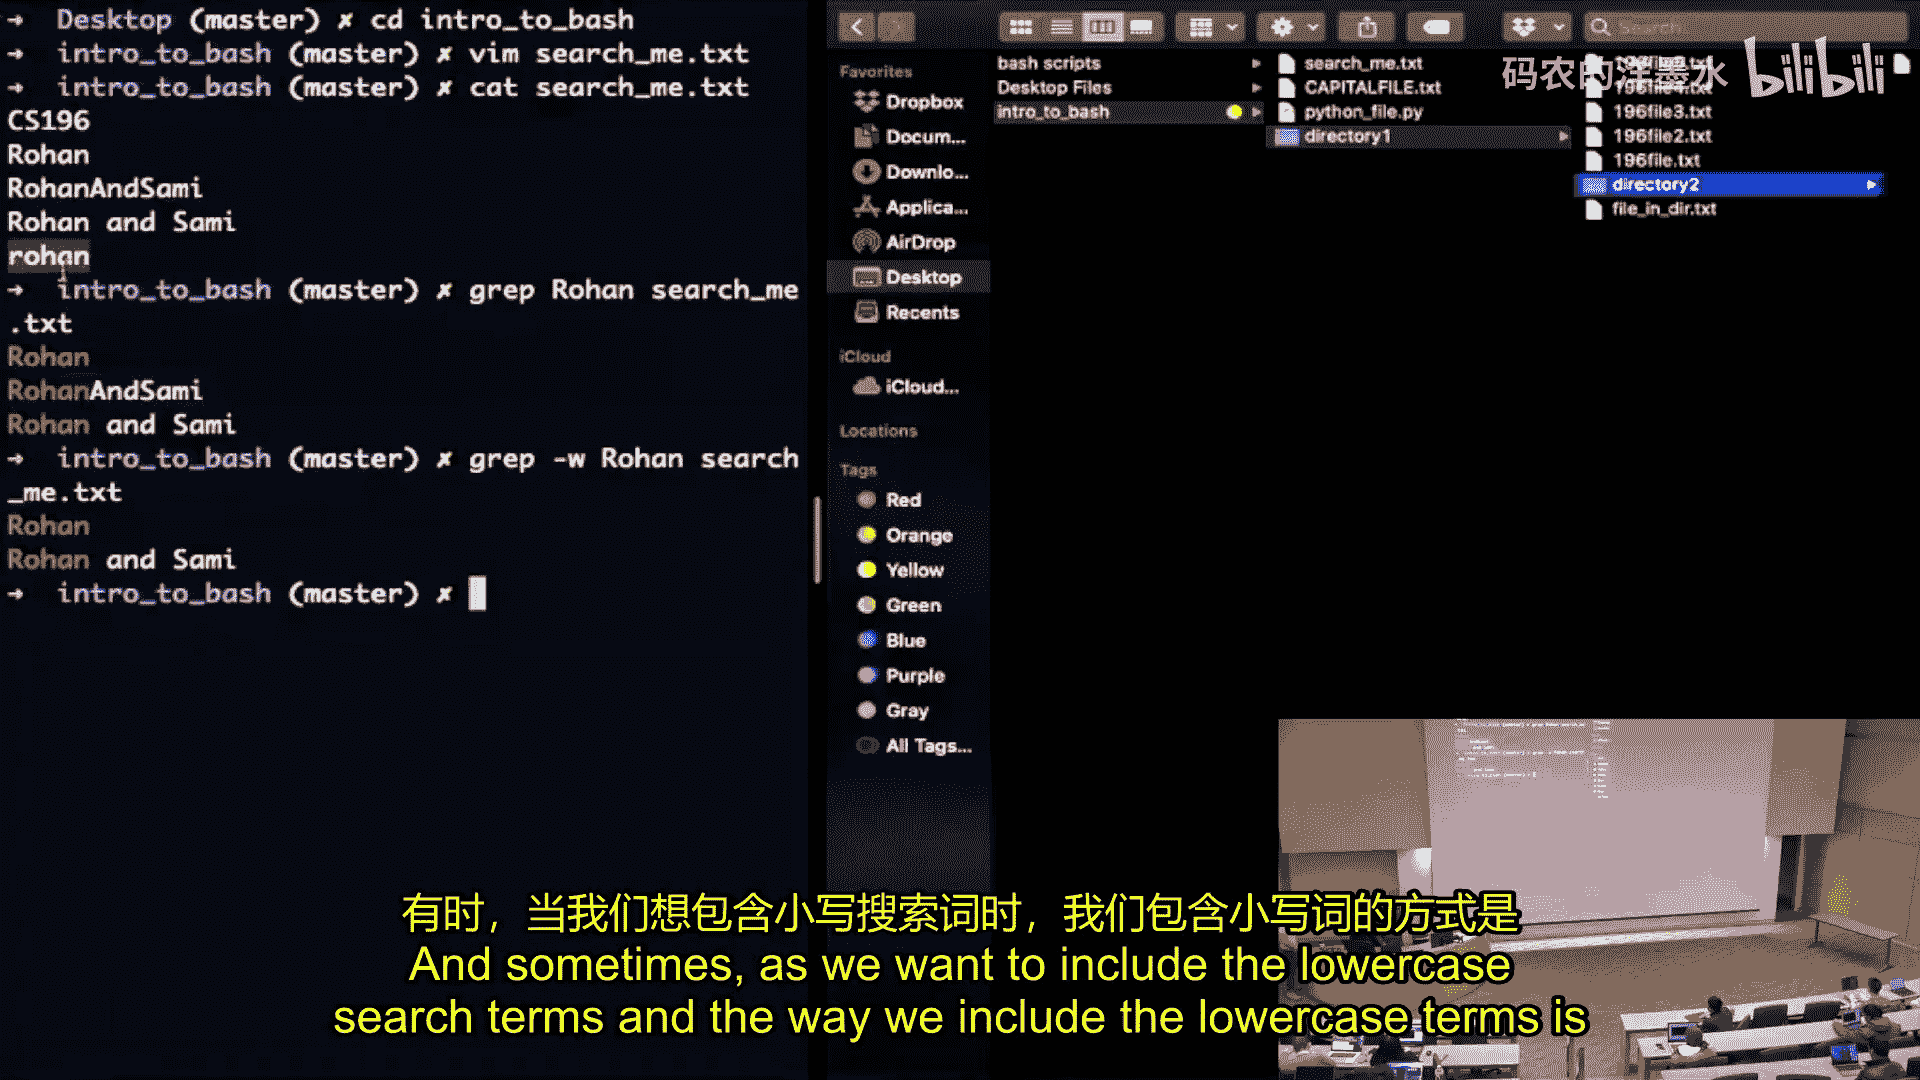 ➜ Desktop (master) ✗ cd intro_to_bash
➜ intro_to_bash (master) ✗ vim search_me.txt
➜ intro_to_bash (master) ✗ cat search_me.txt
CS196
Rohan
RohanAndSami
Rohan and Sami
rohan
➜ intro_to_bash (master) ✗ grep Rohan search_me
.txt
Rohan
RohanAndSami
Rohan and Sami
➜ intro_to_bash (master) ✗ grep -w Rohan search
_me.txt
Rohan
Rohan and Sami
➜ intro_to_bash (master) ✗
Search
Favorites
Dropbox
Docum...
Downlo...
Applica...
AirDrop
Desktop
Recents
iCloud
iCloud...
Locations
Tags
Red
Orange
Yellow
Green
Blue
Purple
Gray
All Tags...
bash scripts
Desktop Files
intro_to_bash
search_me.txt
CAPITALFILE.txt
python_file.py
directory1
196file4.txt
196file3.txt
196file2.txt
196file.txt
directory2
file_in_dir.txt
码农的洋墨水 bilibili
有时，当我们想包含小写搜索词时，我们包含小写词的方式是
And sometimes, as we want to include the lowercase
search terms and the way we include the lowercase terms is